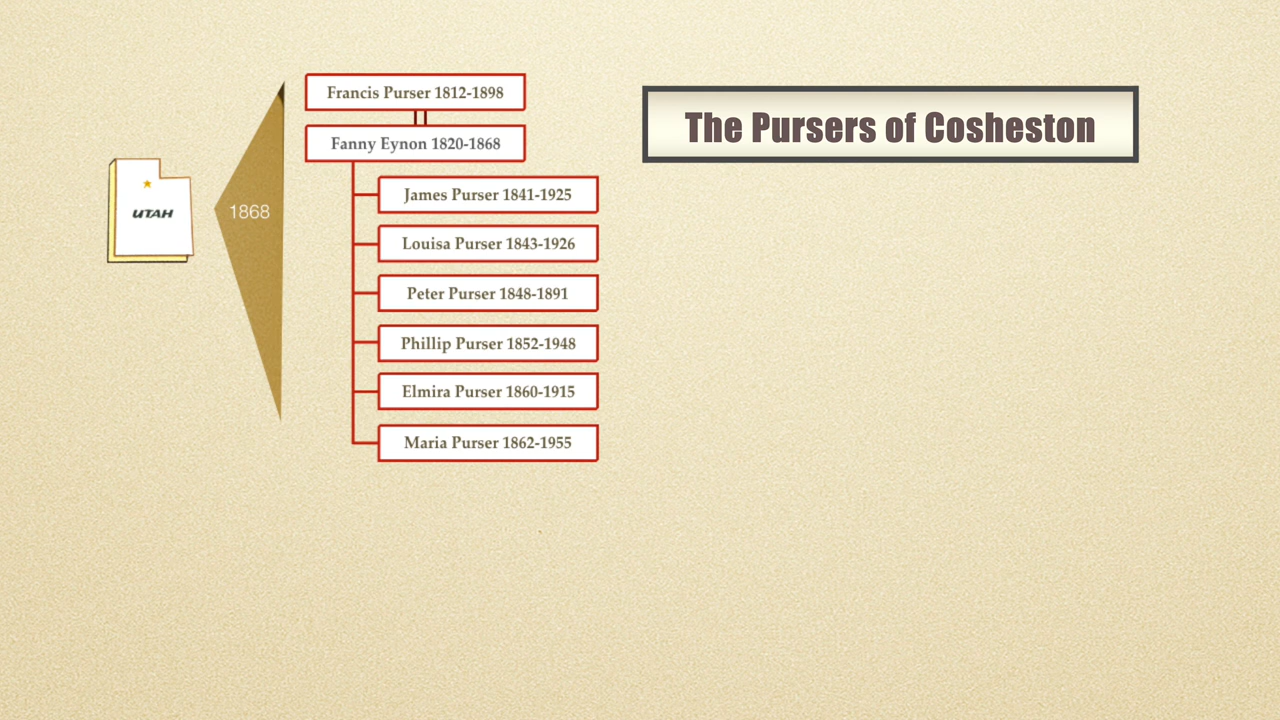 The Pursers of Cosheston
Francis Purser 1812-1898
Fanny Eynon 1820-1868
James Purser 1841-1925
Louisa Purser 1843-1926
Peter Purser 1848-1891
Phillip Purser 1852-1948
Elmira Purser 1860-1915
Maria Purser 1862-1955
1868
UTAH